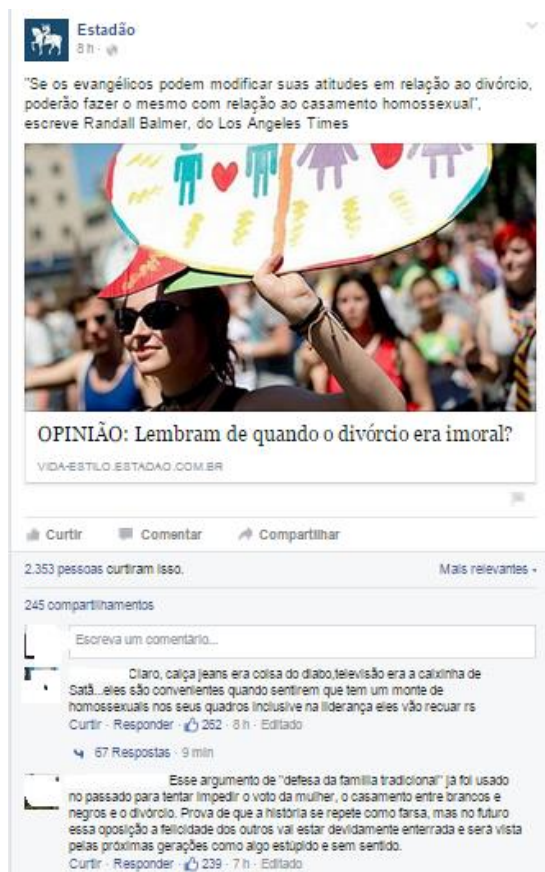 Estadão
8 h ·
"Se os evangélicos podem modificar suas atitudes em relação ao divórcio,
poderão fazer o mesmo com relação ao casamento homossexual",
escreve Randall Balmer, do Los Angeles Times
OPINIÃO: Lembram de quando o divórcio era imoral?
VIDA-ESTILO.ESTADAO.COM.BR
Curtir Comentar Compartilhar
2.353 pessoas curtiram isso. Mais relevantes
245 compartilhamentos
Escreva um comentário...
Claro, calça jeans era coisa do diabo,televisão era a caixinha de
Satã...eles são convenientes quando sentirem que tem um monte de
homossexuais nos seus quadros inclusive na liderança eles vão recuar rs
Curtir · Responder · 262 · 8 h · Editado
67 Respostas · 9 min
Esse argumento de "defesa da família tradicional" já foi usado
no passado para tentar impedir o voto da mulher, o casamento entre brancos e
negros e o divórcio. Prova de que a história se repete como farsa, mas no futuro
essa oposição a felicidade dos outros vai estar devidamente enterrada e será vista
pelas próximas gerações como algo estúpido e sem sentido.
Curtir · Responder · 239 · 7 h · Editado